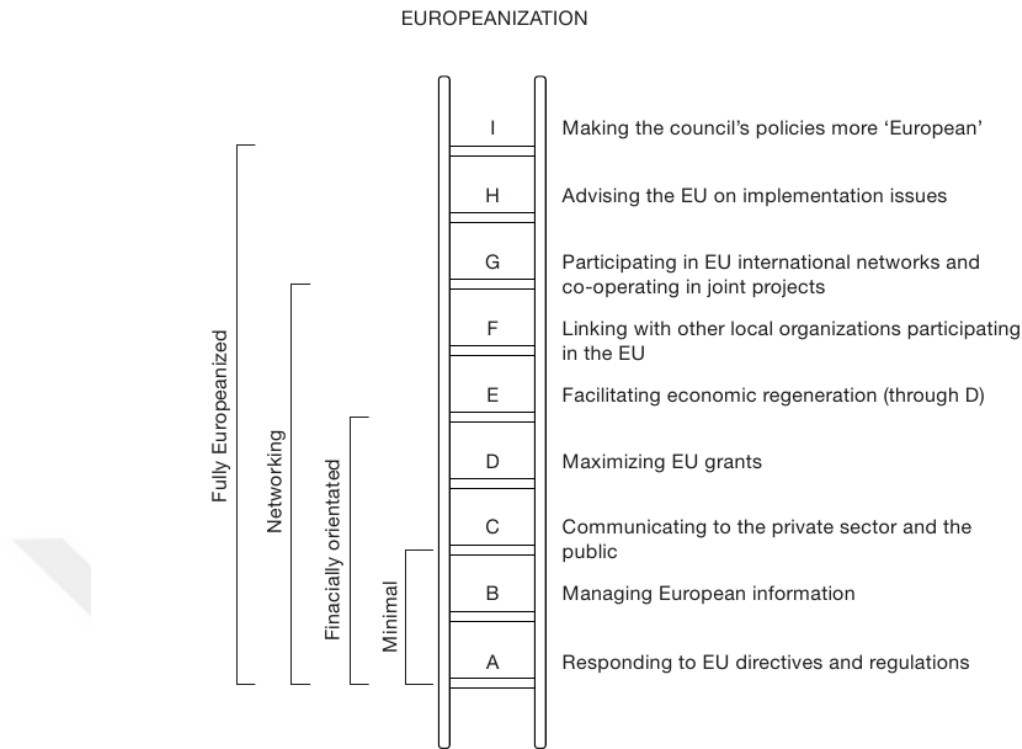 EUROPEANIZATION
I
Making the council's policies more 'European'
H
Advising the EU on implementation issues
G
Participating in EU international networks and
co-operating in joint projects
F
Linking with other local organizations participating
in the EU
E
Facilitating economic regeneration (through D)
D
Maximizing EU grants
C
Communicating to the private sector and the
public
B
Managing European information
A
Responding to EU directives and regulations
Fully Europeanized
Networking
Finacially orientated
Minimal